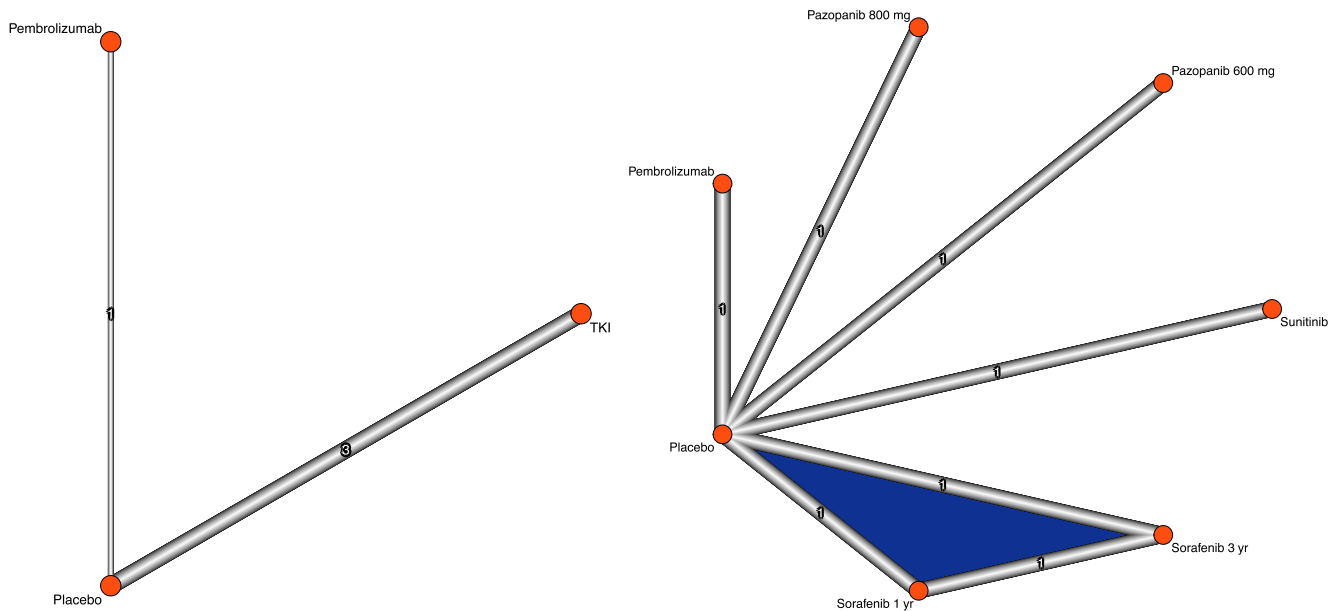 Pembrolizumab
1
TKI
3
Placebo
Pazopanib 800 mg
Pazopanib 600 mg
Pembrolizumab
1
1
1
Sunitinib
1
Placebo
1
1
Sorafenib 3 yr
1
Sorafenib 1 yr